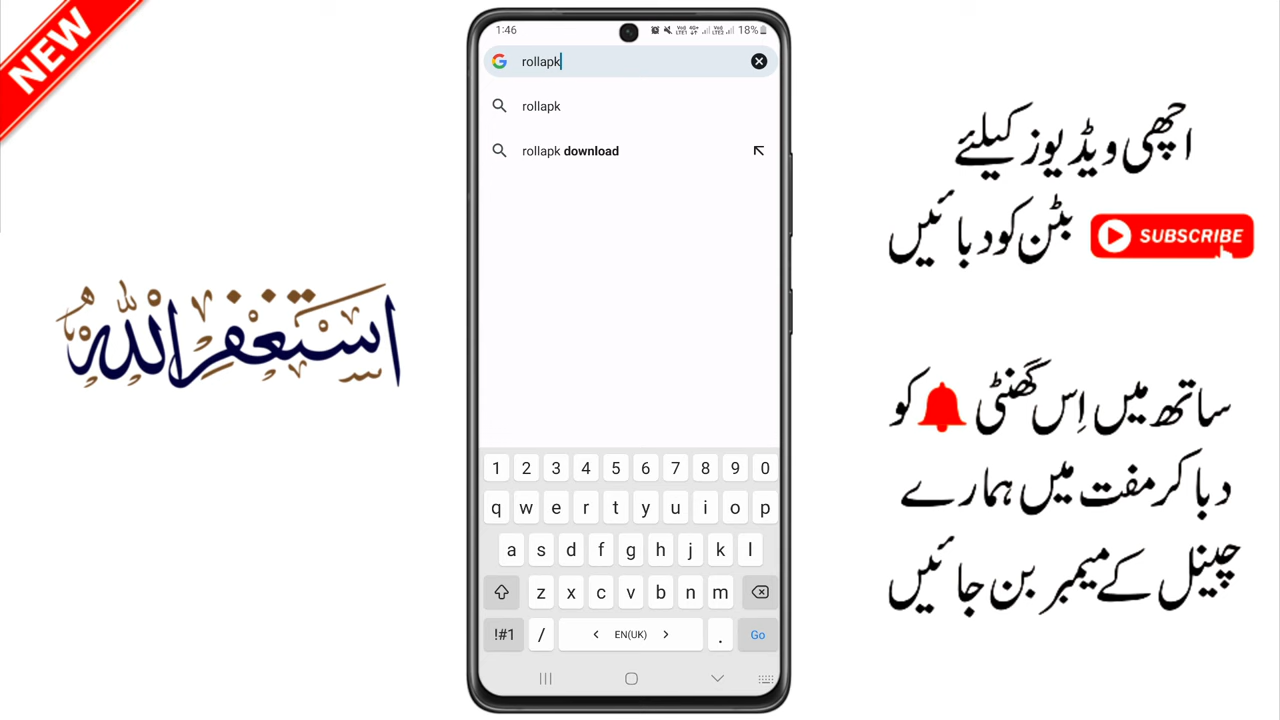 NEW
1:46
18%
rollapk
rollapk
rollapk download
1 2 3 4 5 6 7 8 9 0
q w e r t y u i o p
a s d f g h j k l
z x c v b n m
!#1 / < EN(UK) > . Go
اَسْتَغْفِرُاللّٰہ
اچھی ویڈیوز کیلئے
SUBSCRIBE بٹن کو دبائیں
ساتھ میں اِس گھنٹی کو
دبا کر مفت میں ہمارے
چینل کے میمبر بن جائیں